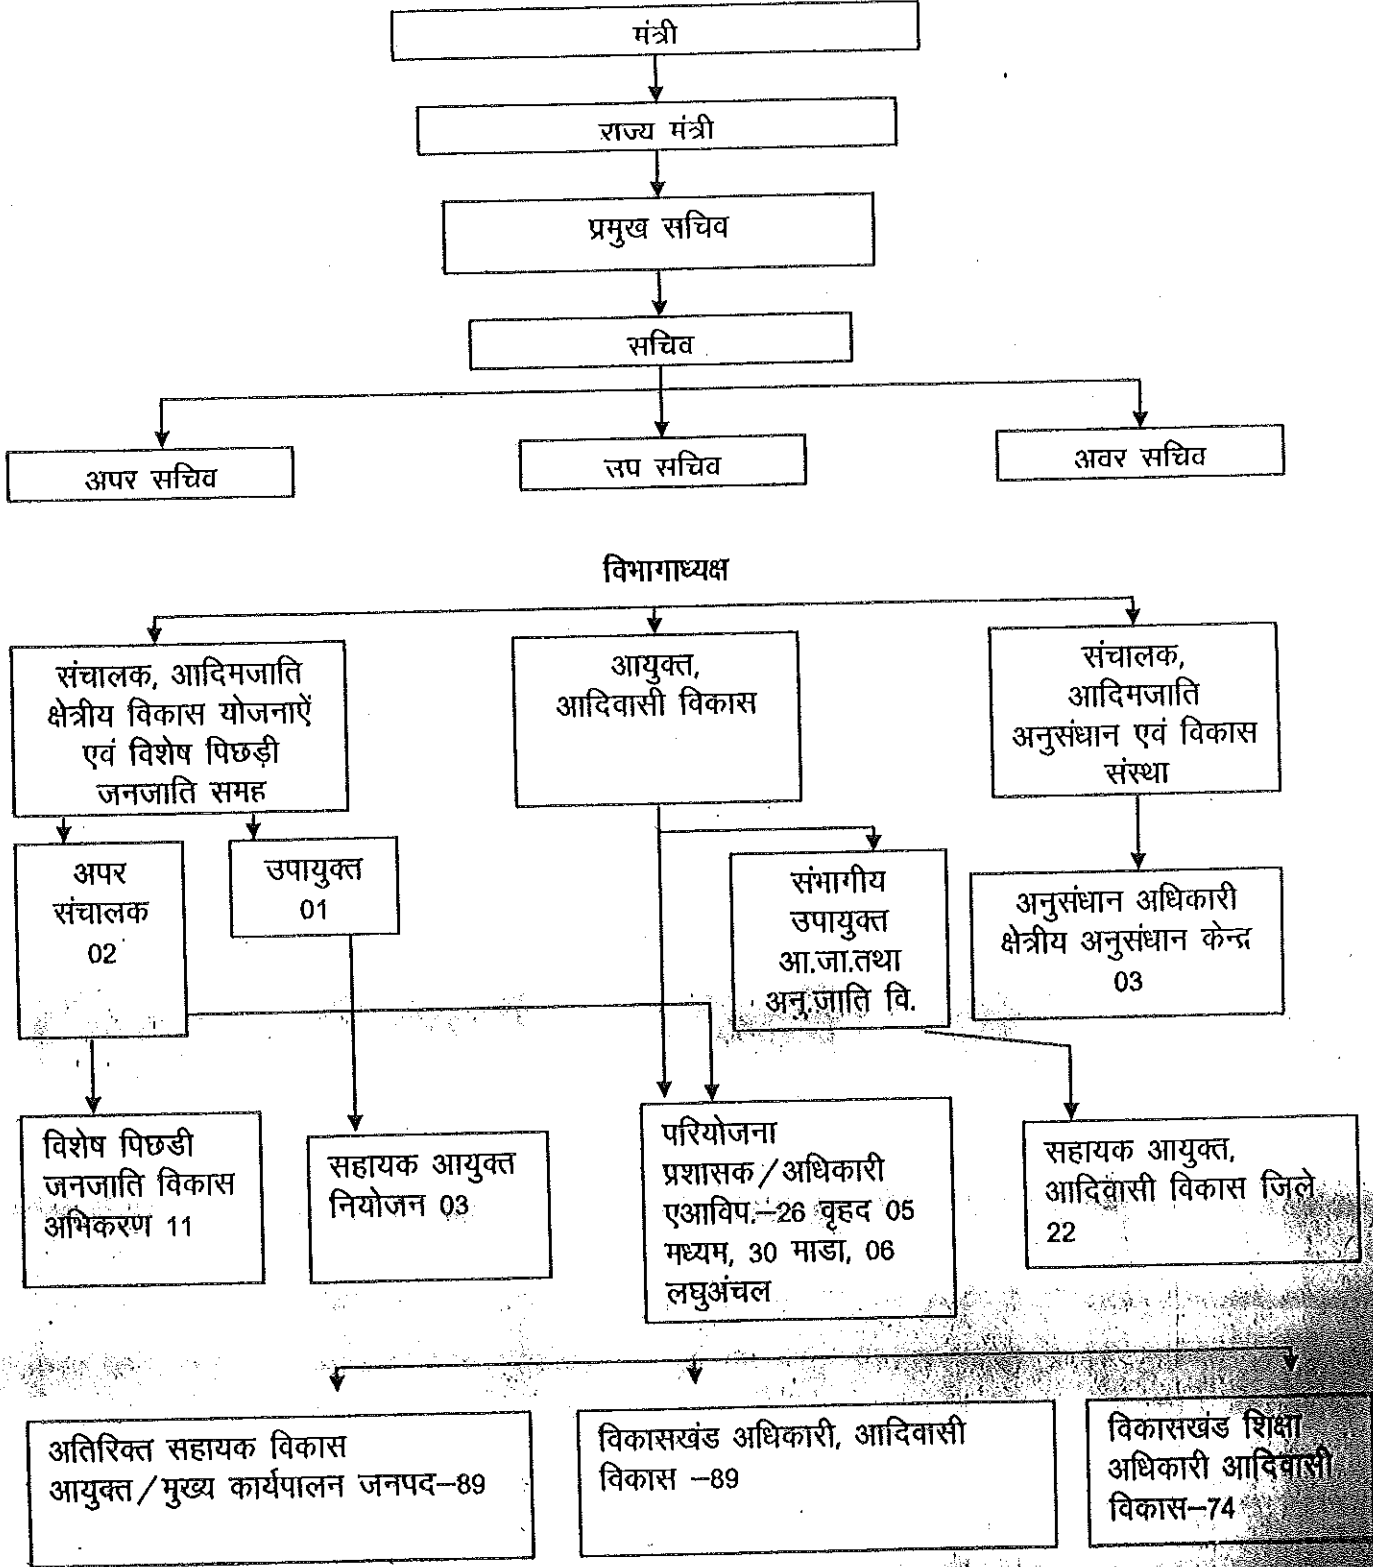 मंत्री
राज्य मंत्री
प्रमुख सचिव
सचिव
अपर सचिव
उप सचिव
अवर सचिव
विभागाध्यक्ष
संचालक, आदिमजाति
क्षेत्रीय विकास योजनाऐं
एवं विशेष पिछड़ी
जनजाति समह
आयुक्त,
आदिवासी विकास
संचालक,
आदिमजाति
अनुसंधान एवं विकास
संस्था
अपर
संचालक
02
उपायुक्त
01
संभागीय
उपायुक्त
आ.जा.तथा
अनु.जाति वि.
अनुसंधान अधिकारी
क्षेत्रीय अनुसंधान केन्द्र
03
विशेष पिछडी
जनजाति विकास
अभिकरण 11
सहायक आयुक्त
नियोजन 03
परियोजना
प्रशासक/अधिकारी
एआविप.–26 वृहद 05
मध्यम, 30 माडा, 06
लघुअंचल
सहायक आयुक्त,
आदिवासी विकास जिले
22
अतिरिक्त सहायक विकास
आयुक्त/मुख्य कार्यपालन जनपद–89
विकासखंड अधिकारी, आदिवासी
विकास –89
विकासखंड शिक्षा
अधिकारी आदिवासी
विकास–74